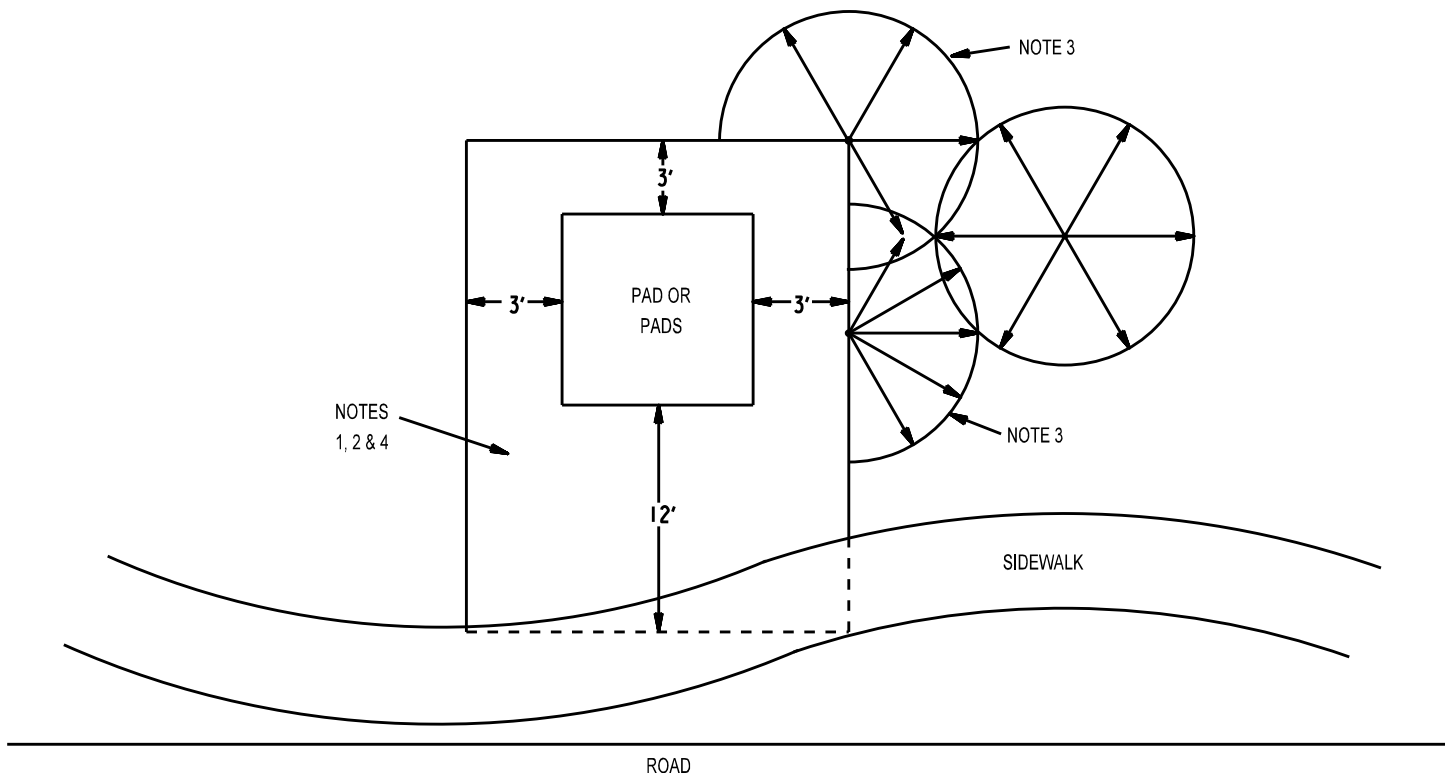 NOTE 3
3'
PAD OR
PADS
3'
3'
NOTES
1, 2 & 4
NOTE 3
12'
SIDEWALK
ROAD